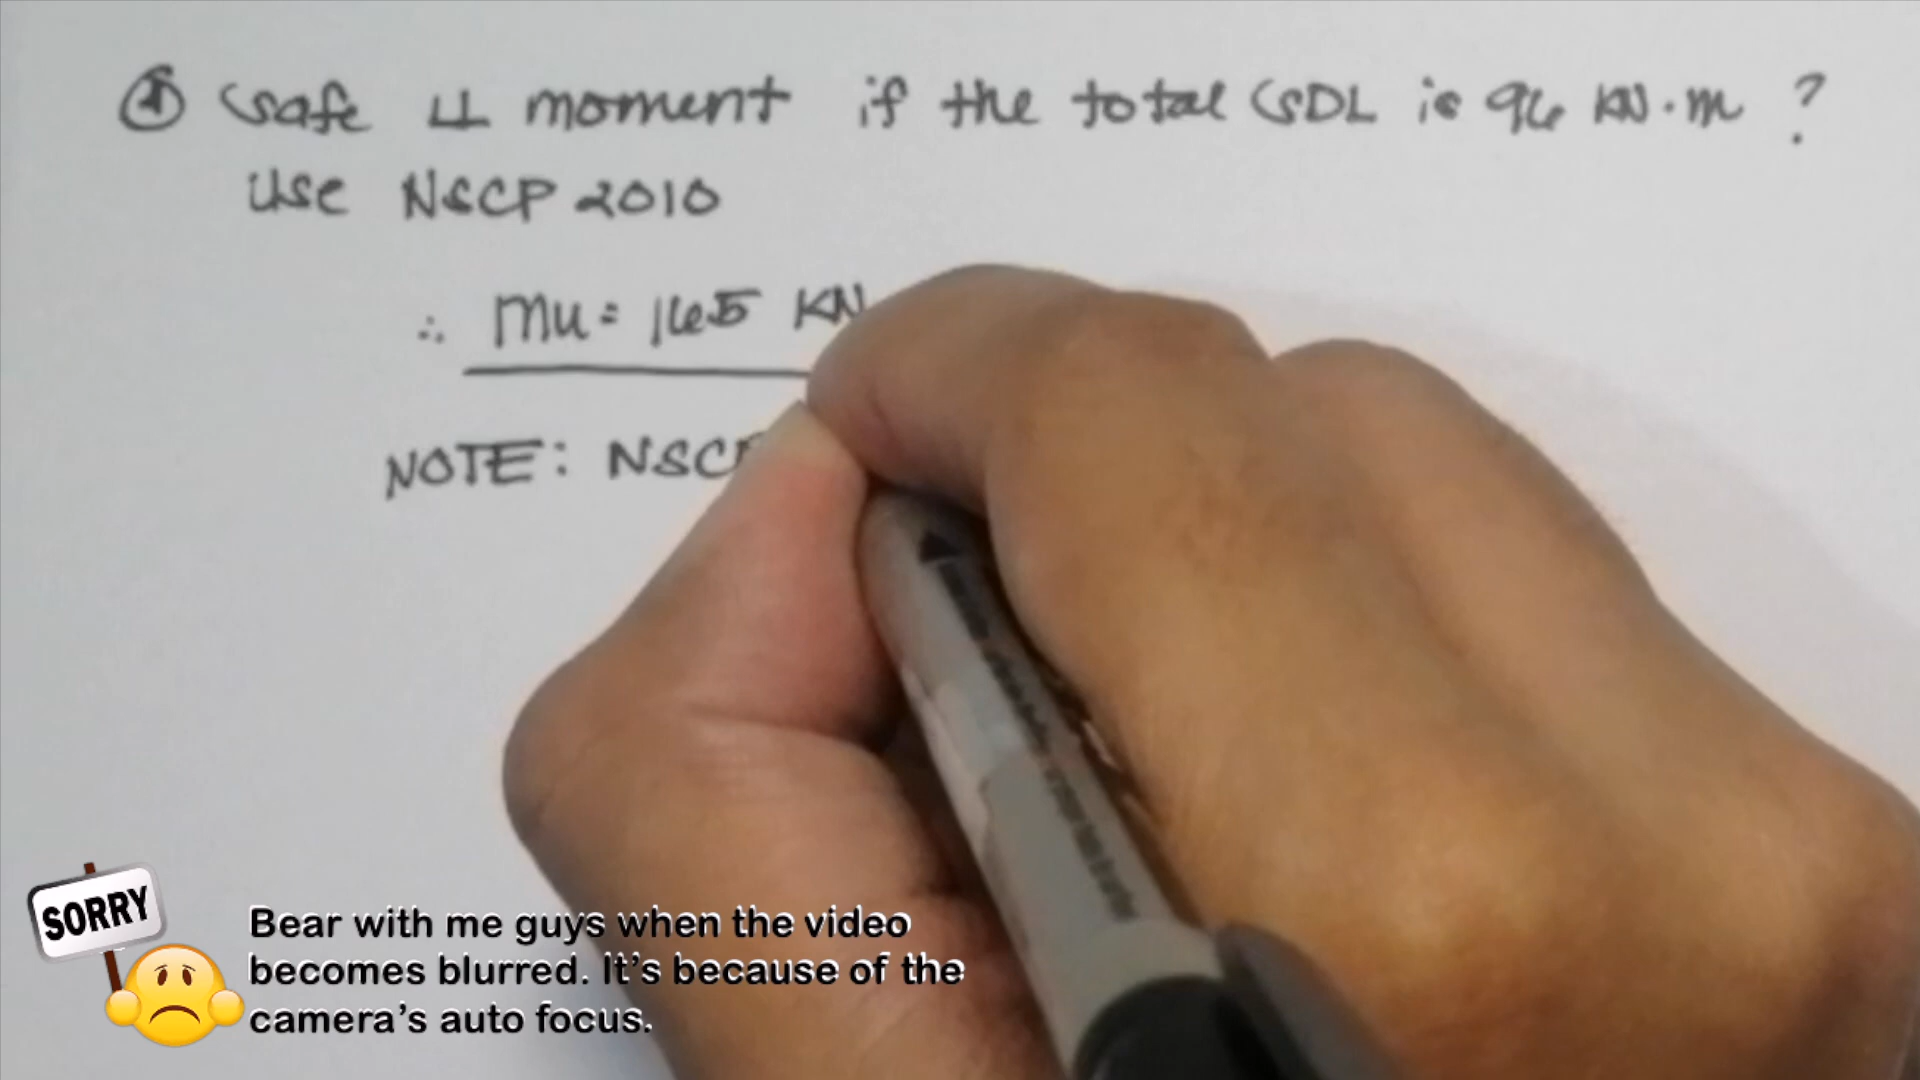 ④ Safe LL moment if the total SDL is 96 KN·m ?
Use NSCP 2010
∴ Mu = 165 KN
NOTE: NSCP
SORRY
Bear with me guys when the video
becomes blurred. It's because of the
camera's auto focus.